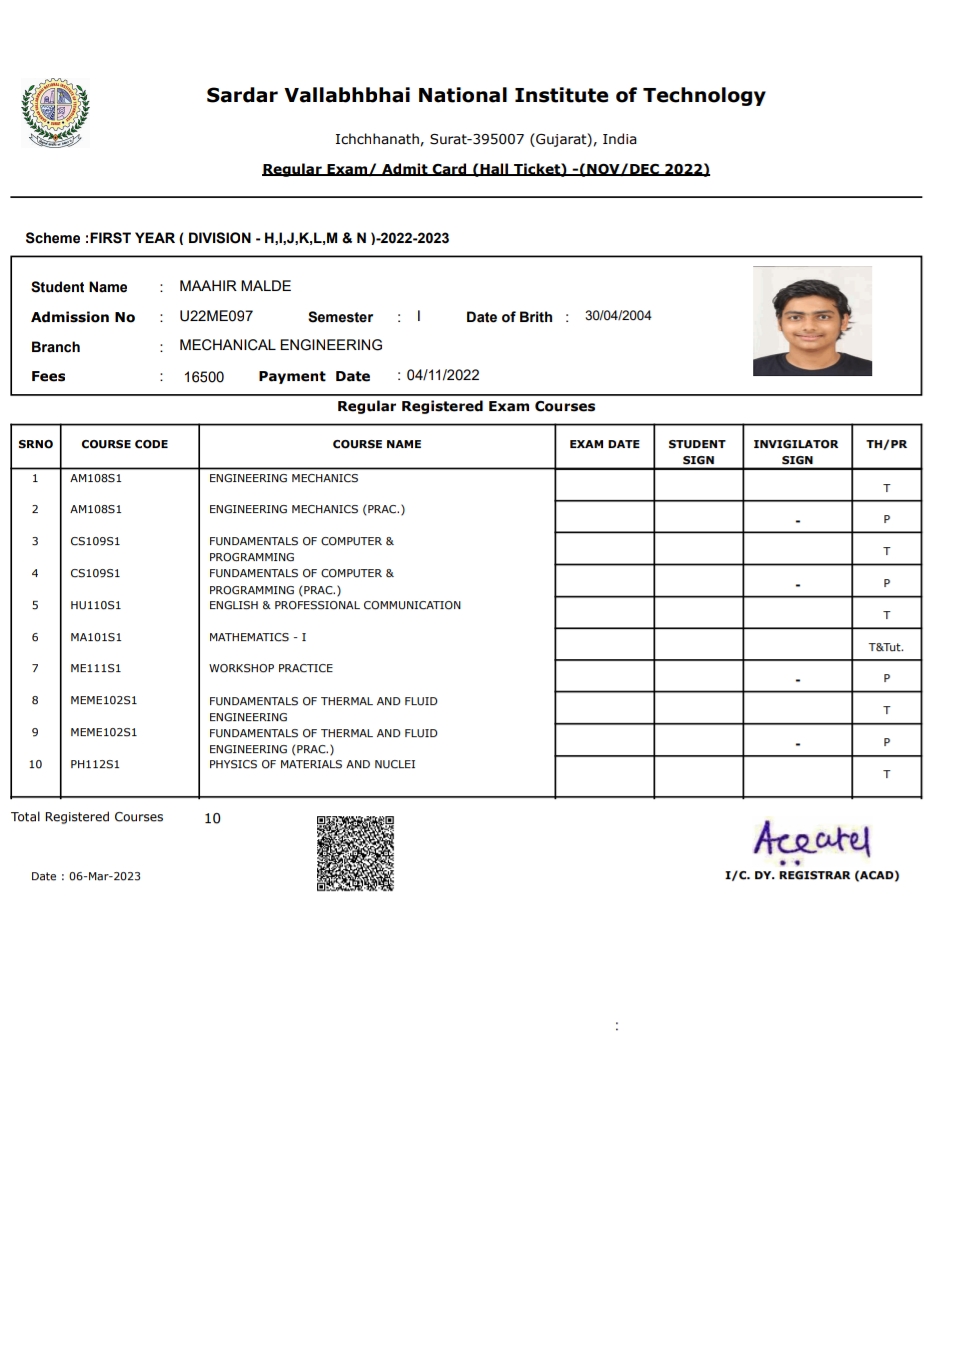 Sardar Vallabhbhai National Institute of Technology
Ichchhanath, Surat-395007 (Gujarat), India
Regular Exam/ Admit Card (Hall Ticket) -(NOV/DEC 2022)
Scheme :FIRST YEAR ( DIVISION - H,I,J,K,L,M & N )-2022-2023
Student Name : MAAHIR MALDE
Admission No : U22ME097 Semester : I Date of Brith : 30/04/2004
Branch : MECHANICAL ENGINEERING
Fees : 16500 Payment Date : 04/11/2022
Regular Registered Exam Courses
SRNO COURSE CODE COURSE NAME EXAM DATE STUDENT SIGN INVIGILATOR SIGN TH/PR
1 AM108S1 ENGINEERING MECHANICS T
2 AM108S1 ENGINEERING MECHANICS (PRAC.) - P
3 CS109S1 FUNDAMENTALS OF COMPUTER &
PROGRAMMING T
4 CS109S1 FUNDAMENTALS OF COMPUTER &
PROGRAMMING (PRAC.) - P
5 HU110S1 ENGLISH & PROFESSIONAL COMMUNICATION T
6 MA101S1 MATHEMATICS - I T&Tut.
7 ME111S1 WORKSHOP PRACTICE - P
8 MEME102S1 FUNDAMENTALS OF THERMAL AND FLUID
ENGINEERING T
9 MEME102S1 FUNDAMENTALS OF THERMAL AND FLUID
ENGINEERING (PRAC.) - P
10 PH112S1 PHYSICS OF MATERIALS AND NUCLEI T
Total Registered Courses 10
Date : 06-Mar-2023
I/C. DY. REGISTRAR (ACAD)
: